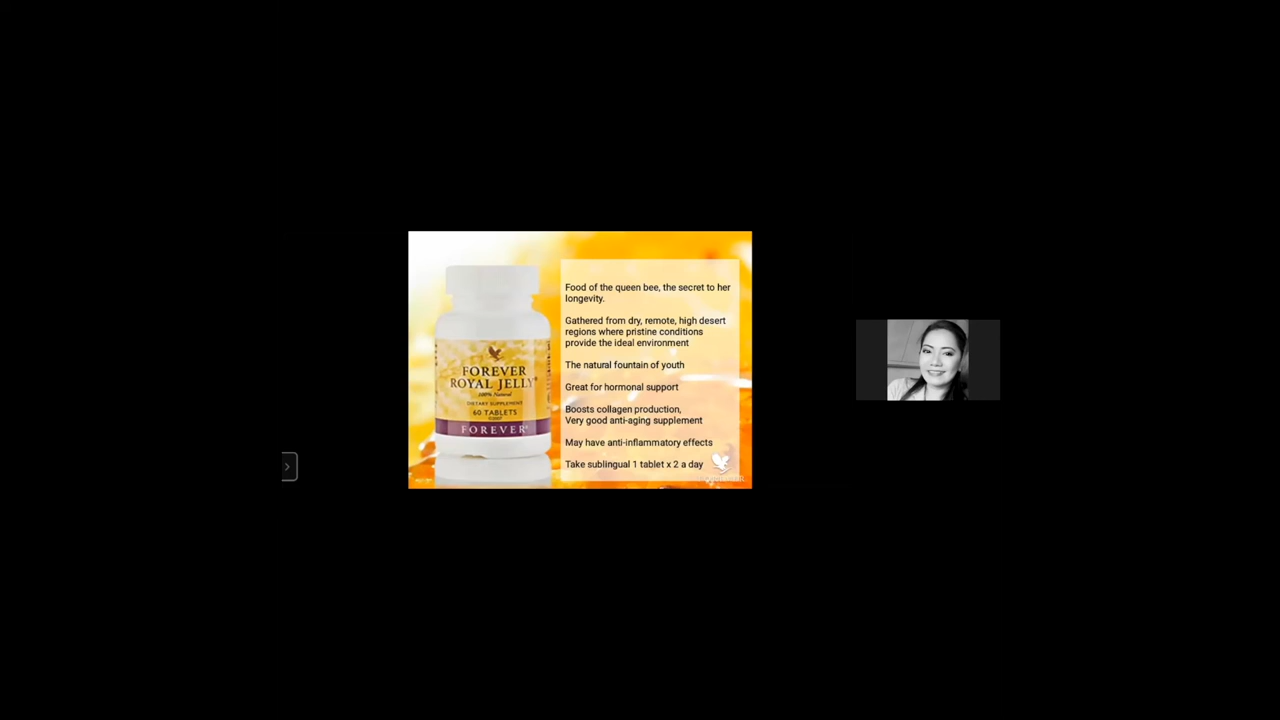 FOREVER
ROYAL JELLY®
100% Natural
DIETARY SUPPLEMENT
60 TABLETS
FOREVER®
Food of the queen bee, the secret to her
longevity.
Gathered from dry, remote, high desert
regions where pristine conditions
provide the ideal environment
The natural fountain of youth
Great for hormonal support
Boosts collagen production,
Very good anti-aging supplement
May have anti-inflammatory effects
Take sublingual 1 tablet x 2 a day